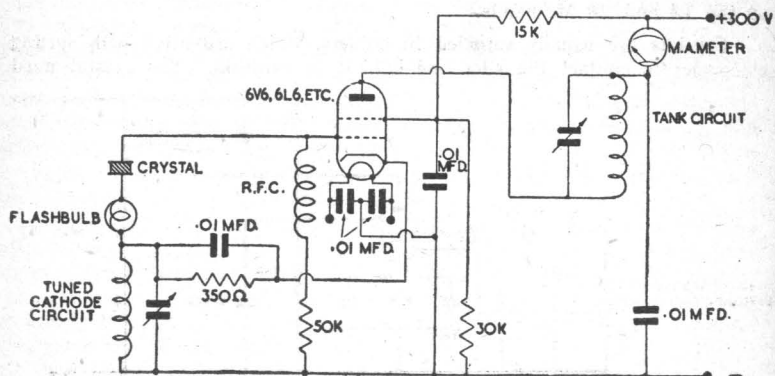 +300 V
15 K
M.A.METER
6V6, 6L6, ETC.
TANK CIRCUIT
CRYSTAL
R.F.C.
.01
MFD.
FLASHBULB
.01 MFD.
.01 MFD.
TUNED
CATHODE
CIRCUIT
350Ω
50K
30K
.01 MFD.